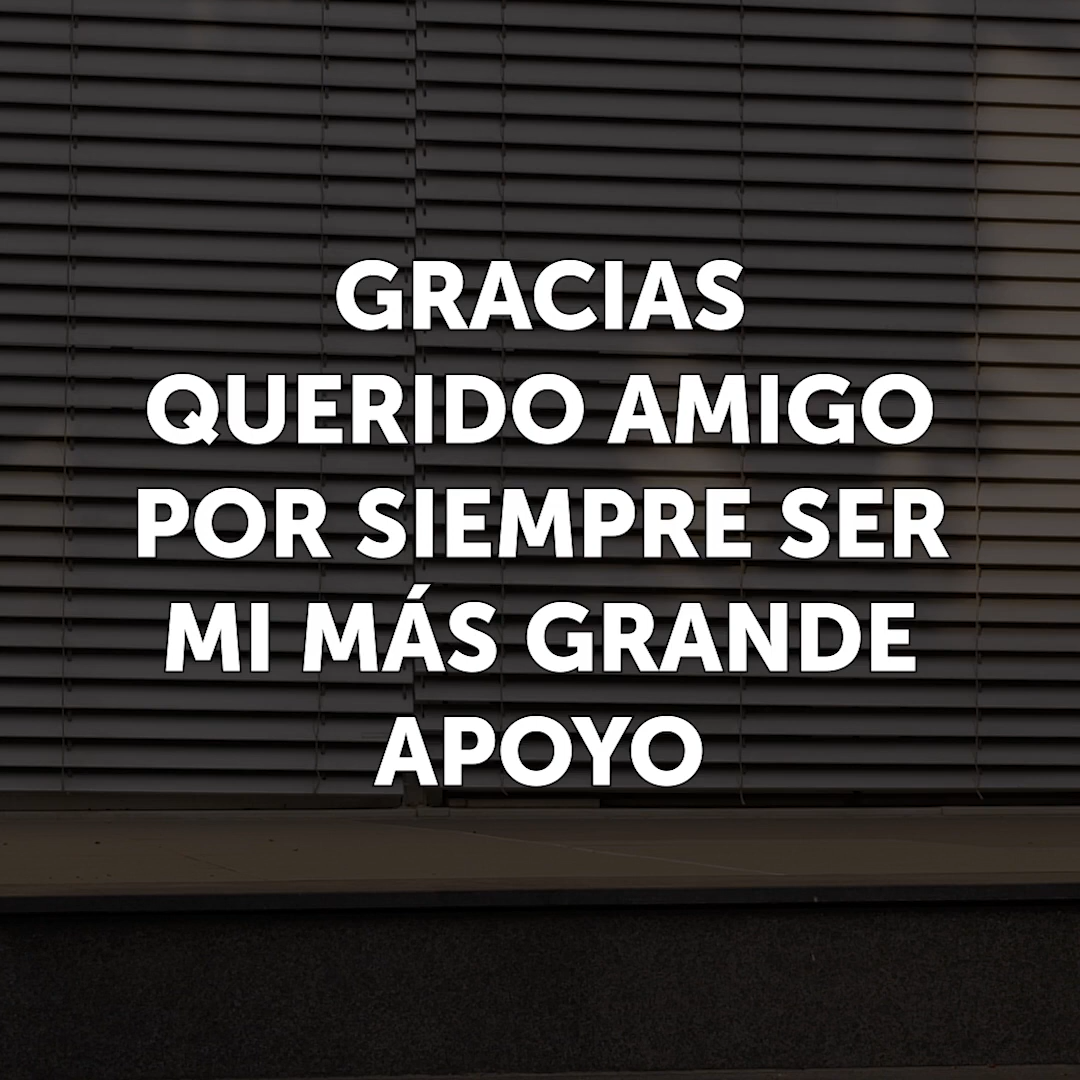 GRACIAS
QUERIDO AMIGO
POR SIEMPRE SER
MI MÁS GRANDE
APOYO